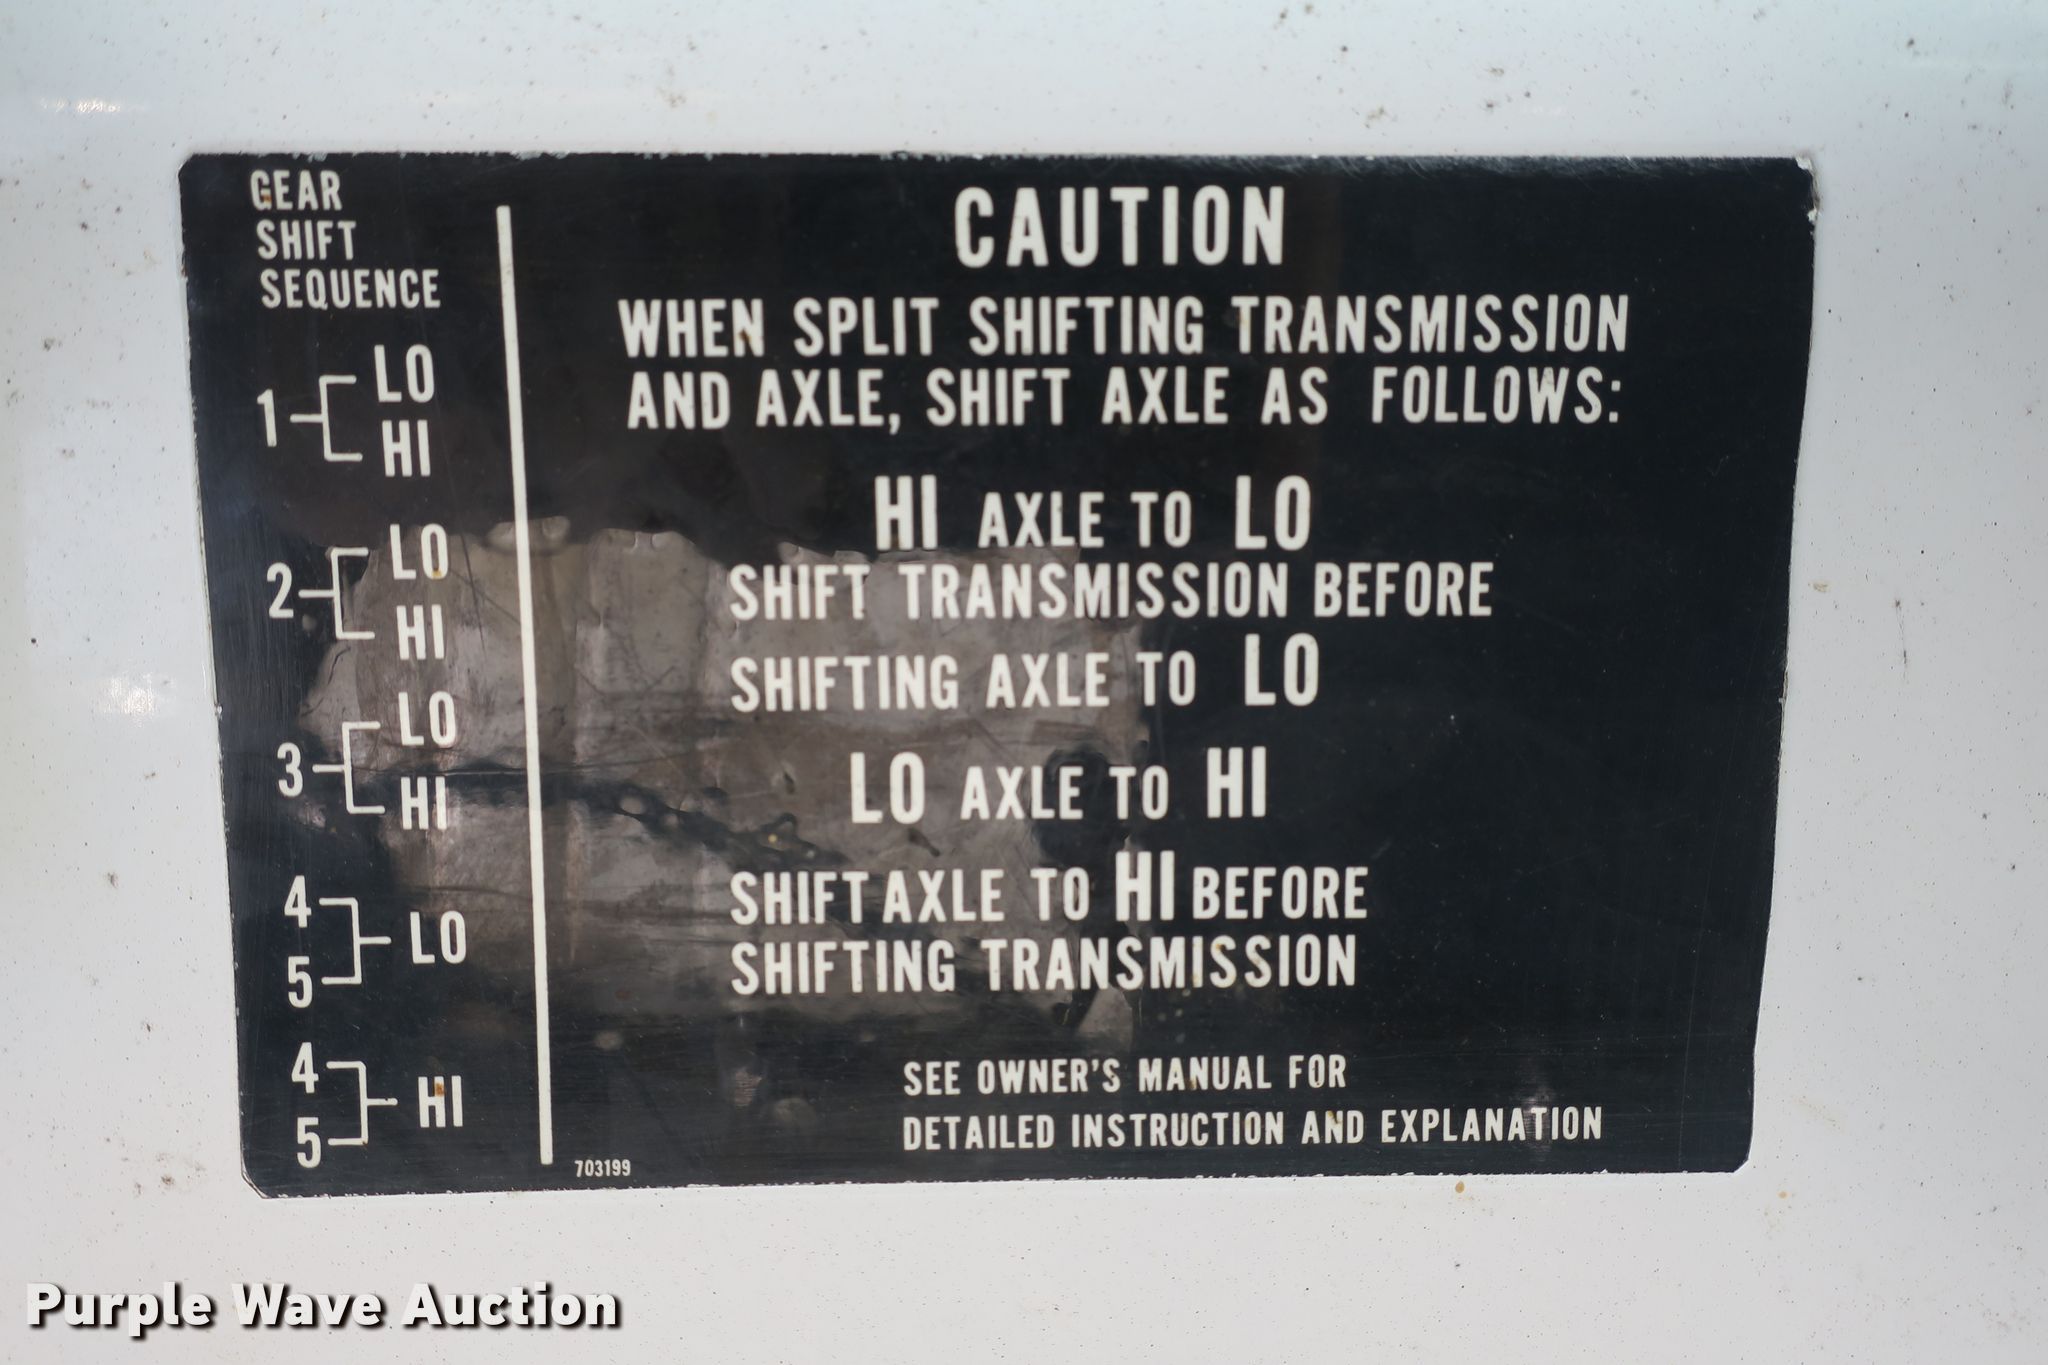 GEAR
SHIFT
SEQUENCE
1 LO
HI
2 LO
HI
3 LO
HI
4
5 LO
4
5 HI
CAUTION
WHEN SPLIT SHIFTING TRANSMISSION
AND AXLE, SHIFT AXLE AS FOLLOWS:
HI AXLE TO LO
SHIFT TRANSMISSION BEFORE
SHIFTING AXLE TO LO
LO AXLE TO HI
SHIFT AXLE TO HI BEFORE
SHIFTING TRANSMISSION
SEE OWNER'S MANUAL FOR
DETAILED INSTRUCTION AND EXPLANATION
703199
Purple Wave Auction